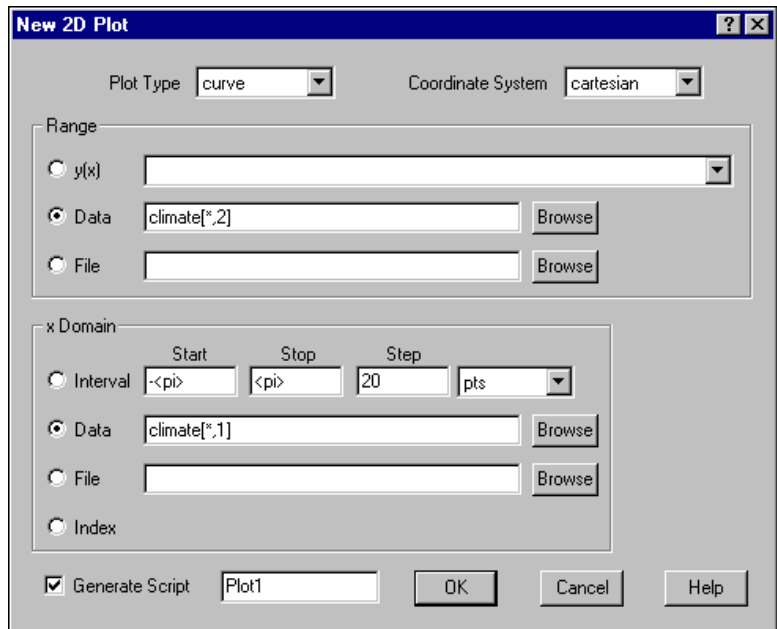 New 2D Plot
Plot Type curve Coordinate System cartesian
Range
y(x)
Data climate[*,2] Browse
File Browse
x Domain
Start Stop Step
Interval -<pi> <pi> 20 pts
Data climate[*,1] Browse
File Browse
Index
Generate Script Plot1 OK Cancel Help